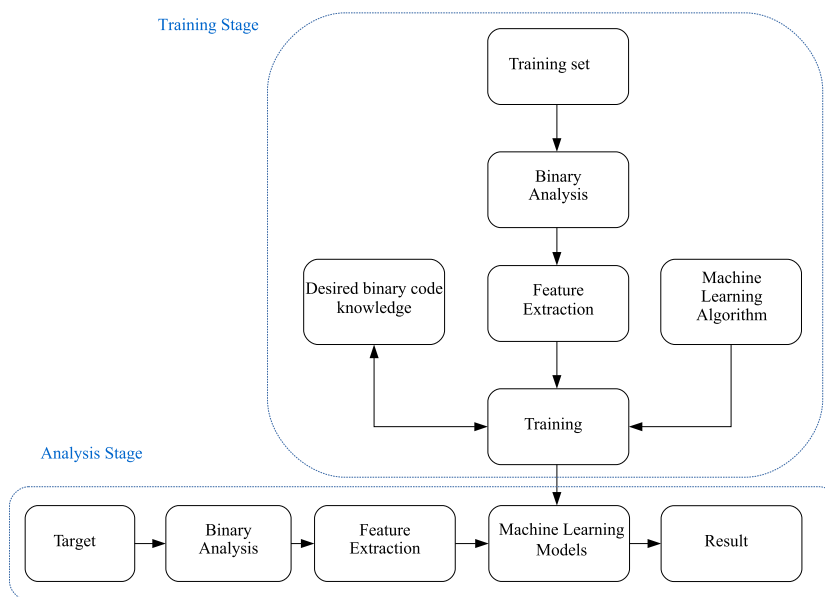 Training Stage
Training set
Binary
Analysis
Desired binary code
knowledge
Feature
Extraction
Machine
Learning
Algorithm
Training
Analysis Stage
Target
Binary
Analysis
Feature
Extraction
Machine Learning
Models
Result